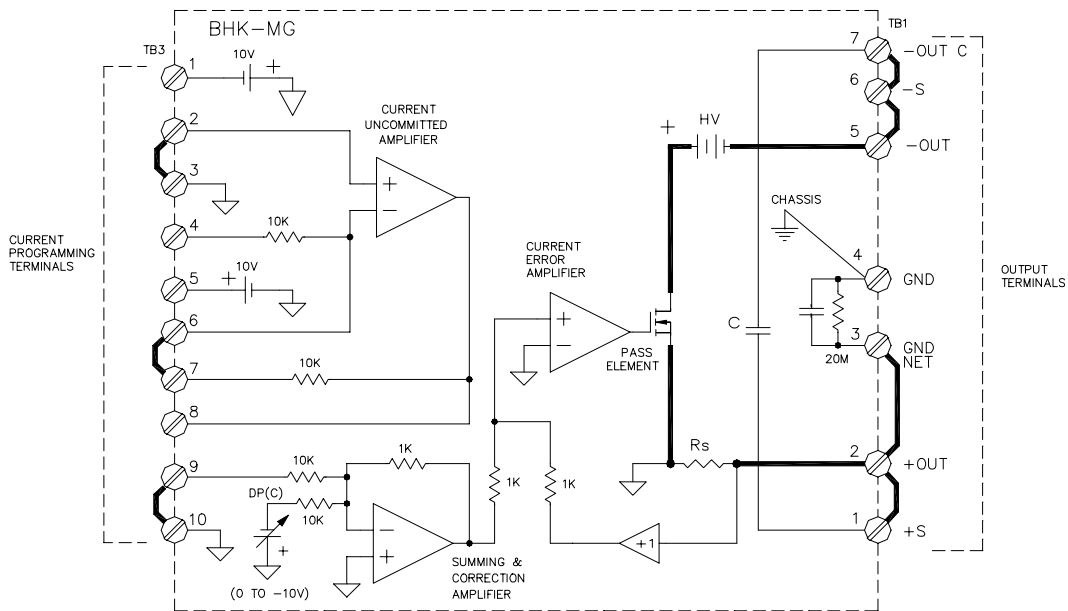 BHK-MG
TB3
TB1
1
10V
+
2
3
4
10K
5
+
10V
6
7
10K
8
9
10K
10
DP(C)
10K
+
(0 TO -10V)
1K
CURRENT
PROGRAMMING
TERMINALS
CURRENT
UNCOMMITTED
AMPLIFIER
+
−
−
+
SUMMING &
CORRECTION
AMPLIFIER
CURRENT
ERROR
AMPLIFIER
+
−
PASS
ELEMENT
1K
1K
+1
Rs
+
HV
C
CHASSIS
20M
7
-OUT C
6
-S
5
-OUT
4
GND
3
GND
NET
2
+OUT
1
+S
OUTPUT
TERMINALS